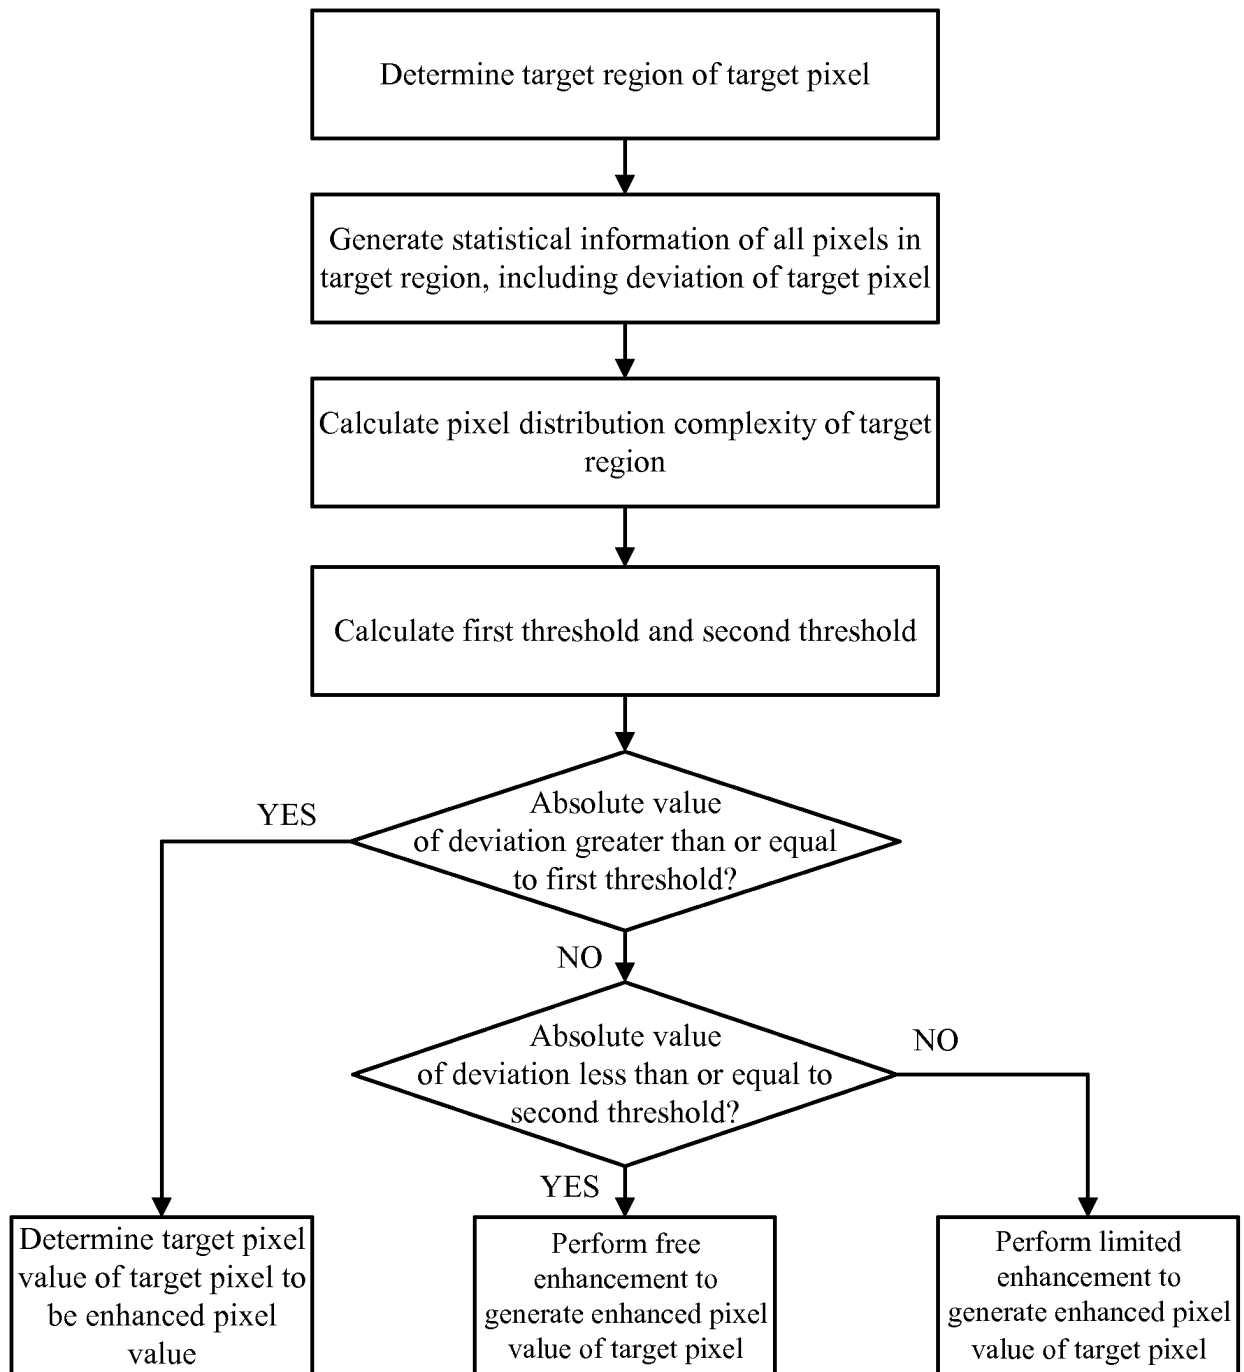 Determine target region of target pixel
Generate statistical information of all pixels in
target region, including deviation of target pixel
Calculate pixel distribution complexity of target
region
Calculate first threshold and second threshold
Absolute value
of deviation greater than or equal
to first threshold?
YES
NO
Absolute value
of deviation less than or equal to
second threshold?
NO
YES
Determine target pixel
value of target pixel to
be enhanced pixel
value
Perform free
enhancement to
generate enhanced pixel
value of target pixel
Perform limited
enhancement to
generate enhanced pixel
value of target pixel